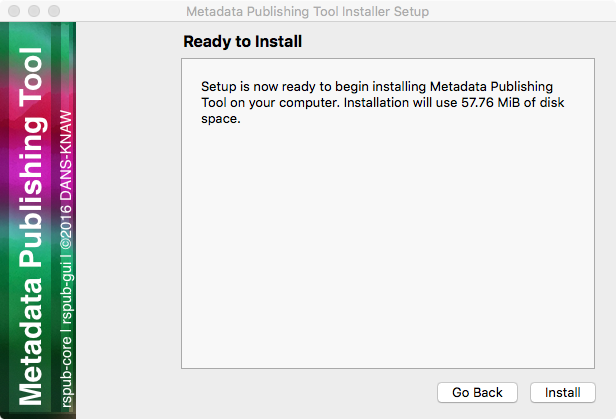 Metadata Publishing Tool Installer Setup
Metadata Publishing Tool
rspub-core | rspub-gui | ©2016 DANS-KNAW
Ready to Install
Setup is now ready to begin installing Metadata Publishing
Tool on your computer. Installation will use 57.76 MiB of disk
space.
Go Back
Install